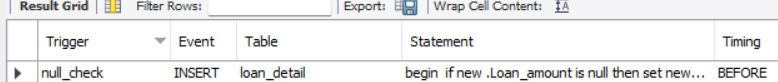 Result Grid Filter Rows: Export: Wrap Cell Content: IA
Trigger Event Table Statement Timing
null_check INSERT loan_detail begin if new .Loan_amount is null then set new... BEFORE